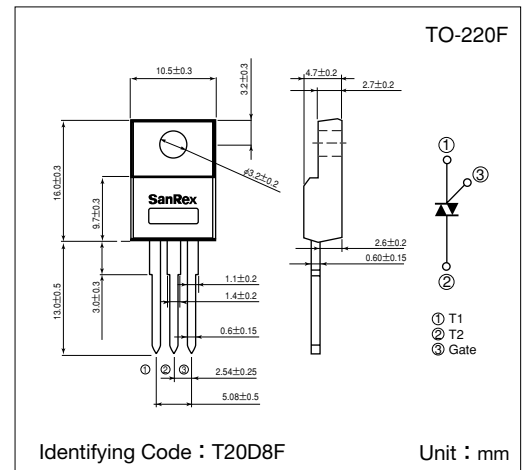 TO-220F
10.5±0.3
3.2±0.3
4.7±0.2
2.7±0.2
16.0±0.3
9.7±0.3
φ3.2±0.2
SanRex
① 
③
2.6±0.2
0.60±0.15
②
13.0±0.5
3.0±0.3
1.1±0.2
1.4±0.2
0.6±0.15
① ② ③
2.54±0.25
5.08±0.5
① T1
② T2
③ Gate
Identifying Code：T20D8F
Unit：mm